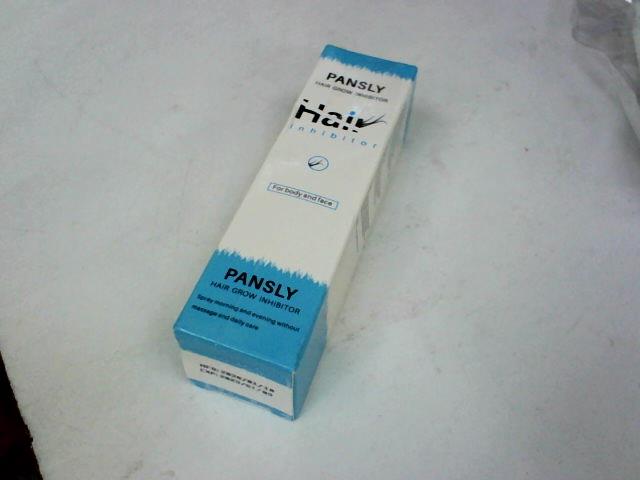 PANSLY
HAIR GROW INHIBITOR
Hair
inhibitor
For body and face
PANSLY
HAIR GROW INHIBITOR
Spray morning and evening without
massage and daily care